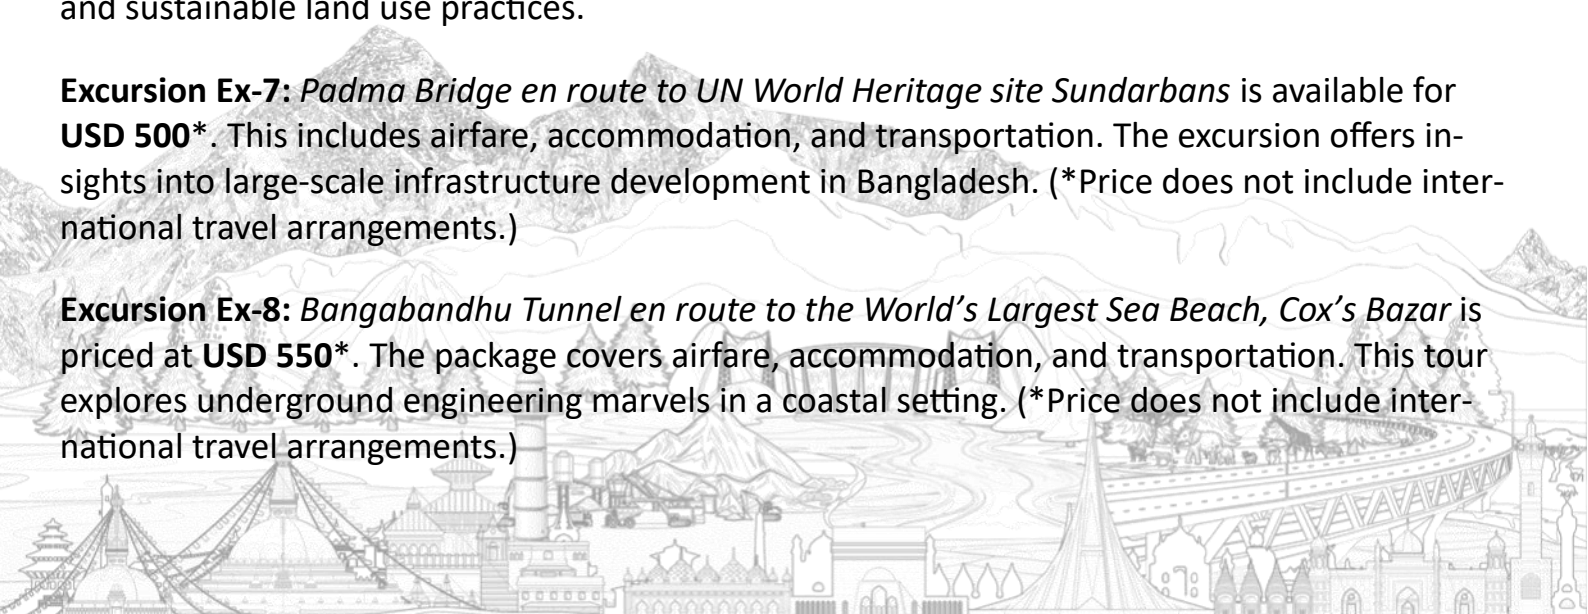 and sustainable land use practices.
Excursion Ex-7: Padma Bridge en route to UN World Heritage site Sundarbans is available for
USD 500*. This includes airfare, accommodation, and transportation. The excursion offers in-
sights into large-scale infrastructure development in Bangladesh. (*Price does not include inter-
national travel arrangements.)
Excursion Ex-8: Bangabandhu Tunnel en route to the World’s Largest Sea Beach, Cox’s Bazar is
priced at USD 550*. The package covers airfare, accommodation, and transportation. This tour
explores underground engineering marvels in a coastal setting. (*Price does not include inter-
national travel arrangements.)